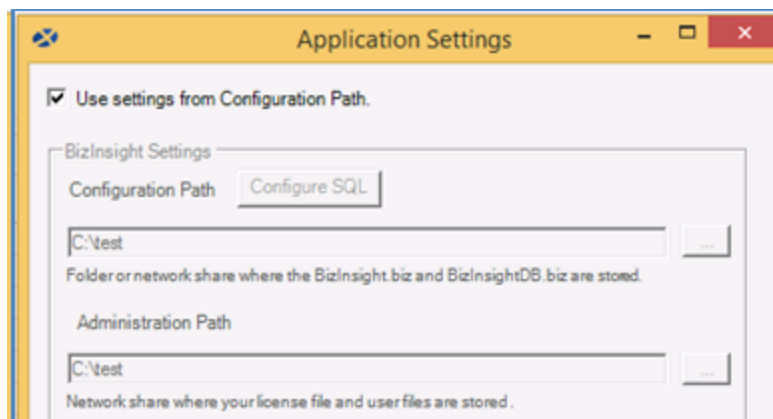 Application Settings
Use settings from Configuration Path.
BizInsight Settings
Configuration Path Configure SQL
C:\test ...
Folder or network share where the BizInsight.biz and BizInsightDB.biz are stored.
Administration Path
C:\test ...
Network share where your license file and user files are stored .